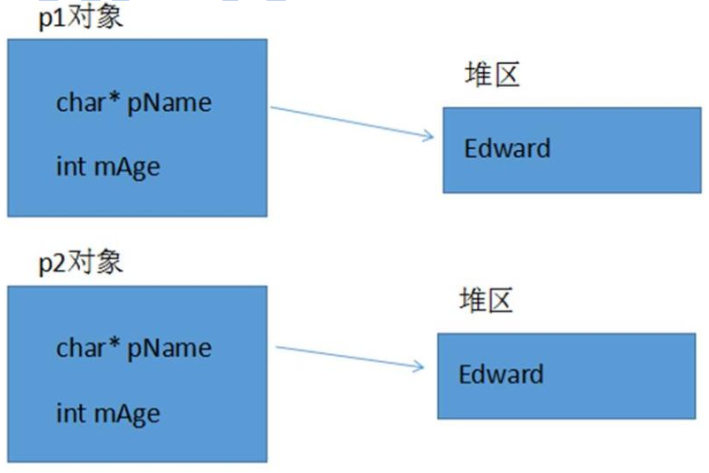 p1对象
堆区
char* pName
Edward
int mAge
p2对象
堆区
char* pName
Edward
int mAge